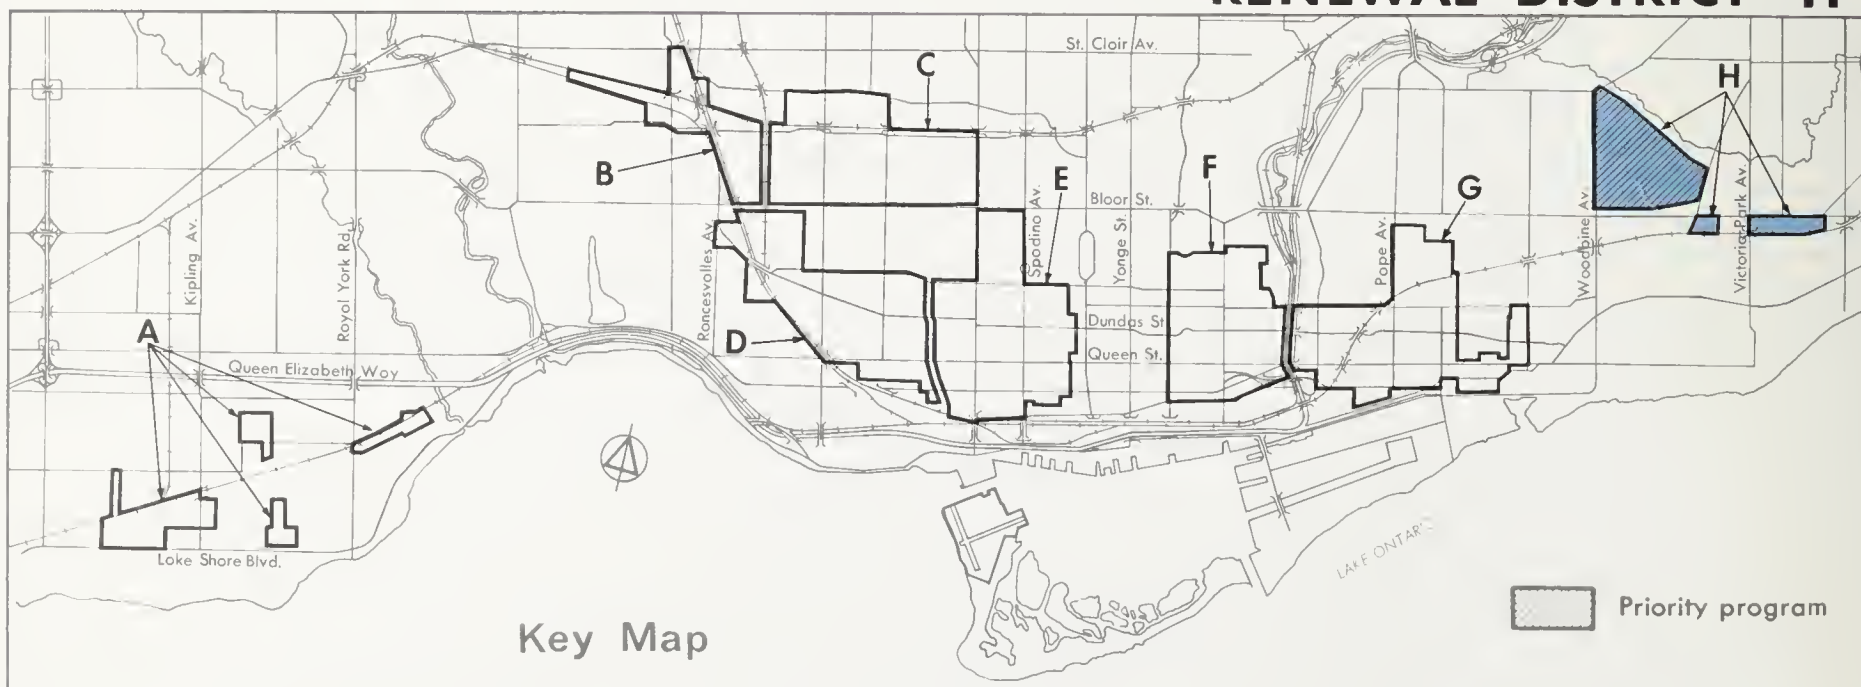 RENEWAL DISTRICT "H"
St. Clair Av.
C
H
B
F
E
G
Bloor St.
Kipling Av.
Royal York Rd.
Roncesvalles Av.
Spadina Av.
Yonge St.
Pape Av.
Woodbine Av.
Victoria Park Av.
A
D
Dundas St
Queen St.
Queen Elizabeth Way
Lake Shore Blvd.
LAKE ONTARIO
Key Map
Priority program